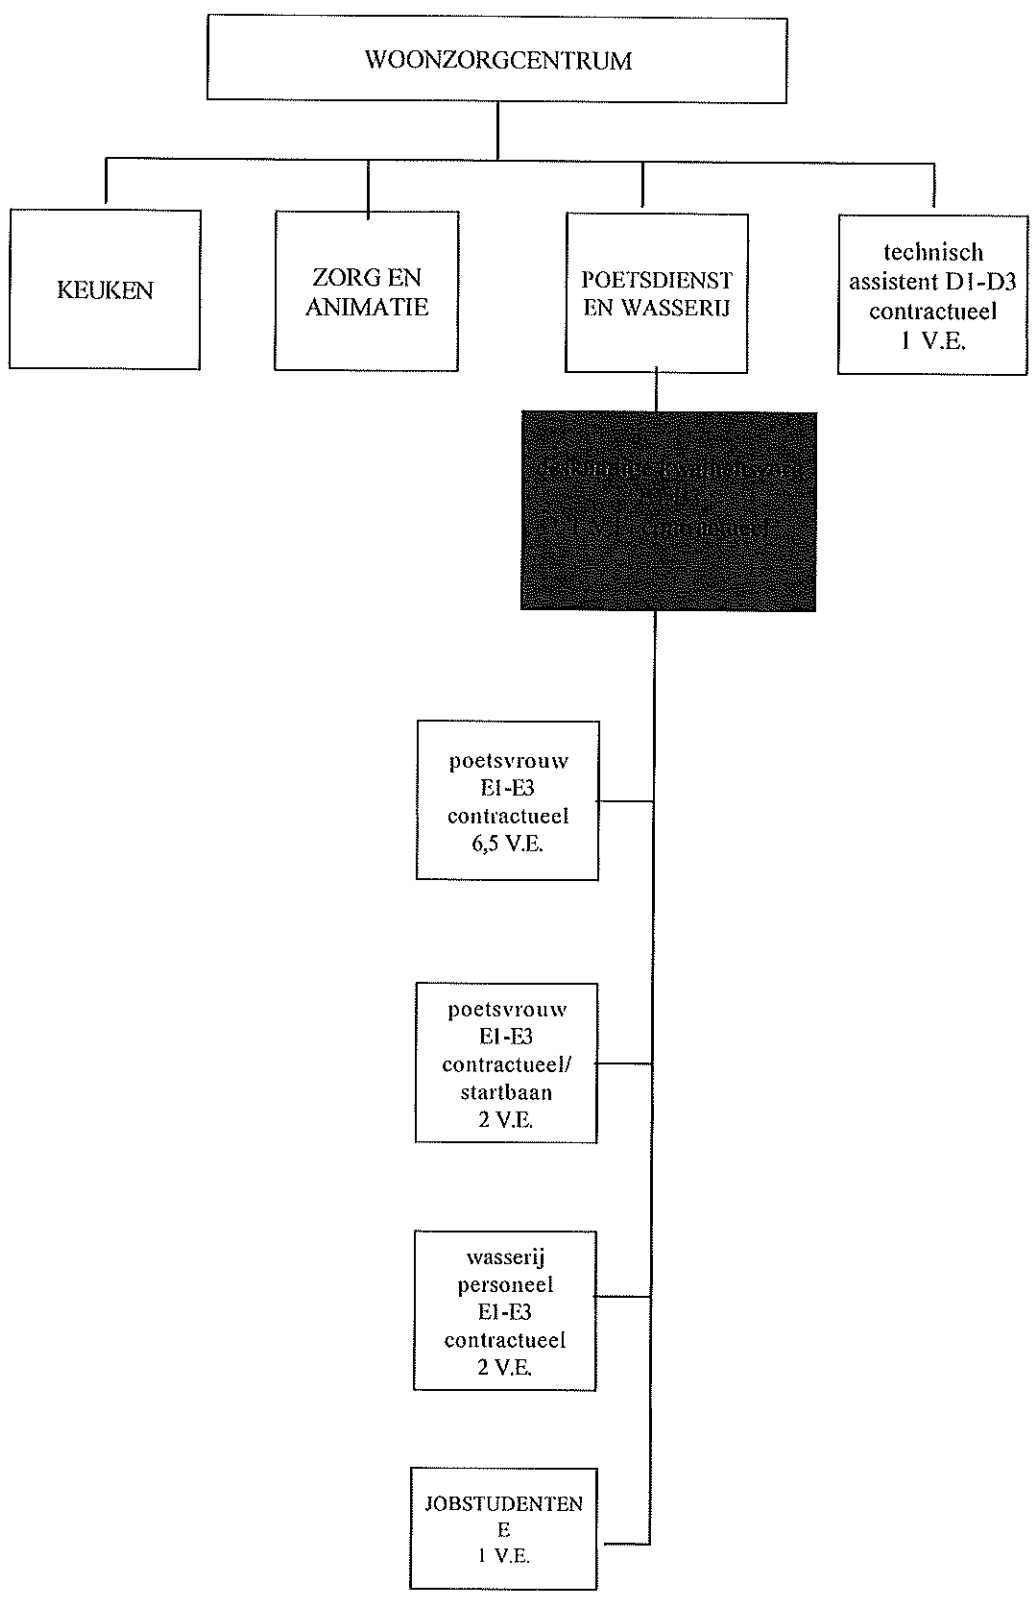 WOONZORGCENTRUM
KEUKEN
ZORG EN
ANIMATIE
POETSDIENST
EN WASSERIJ
technisch
assistent D1-D3
contractueel
1 V.E.
poetsvrouw
E1-E3
contractueel
6,5 V.E.
poetsvrouw
E1-E3
contractueel/
startbaan
2 V.E.
wasserij
personeel
E1-E3
contractueel
2 V.E.
JOBSTUDENTEN
E
1 V.E.